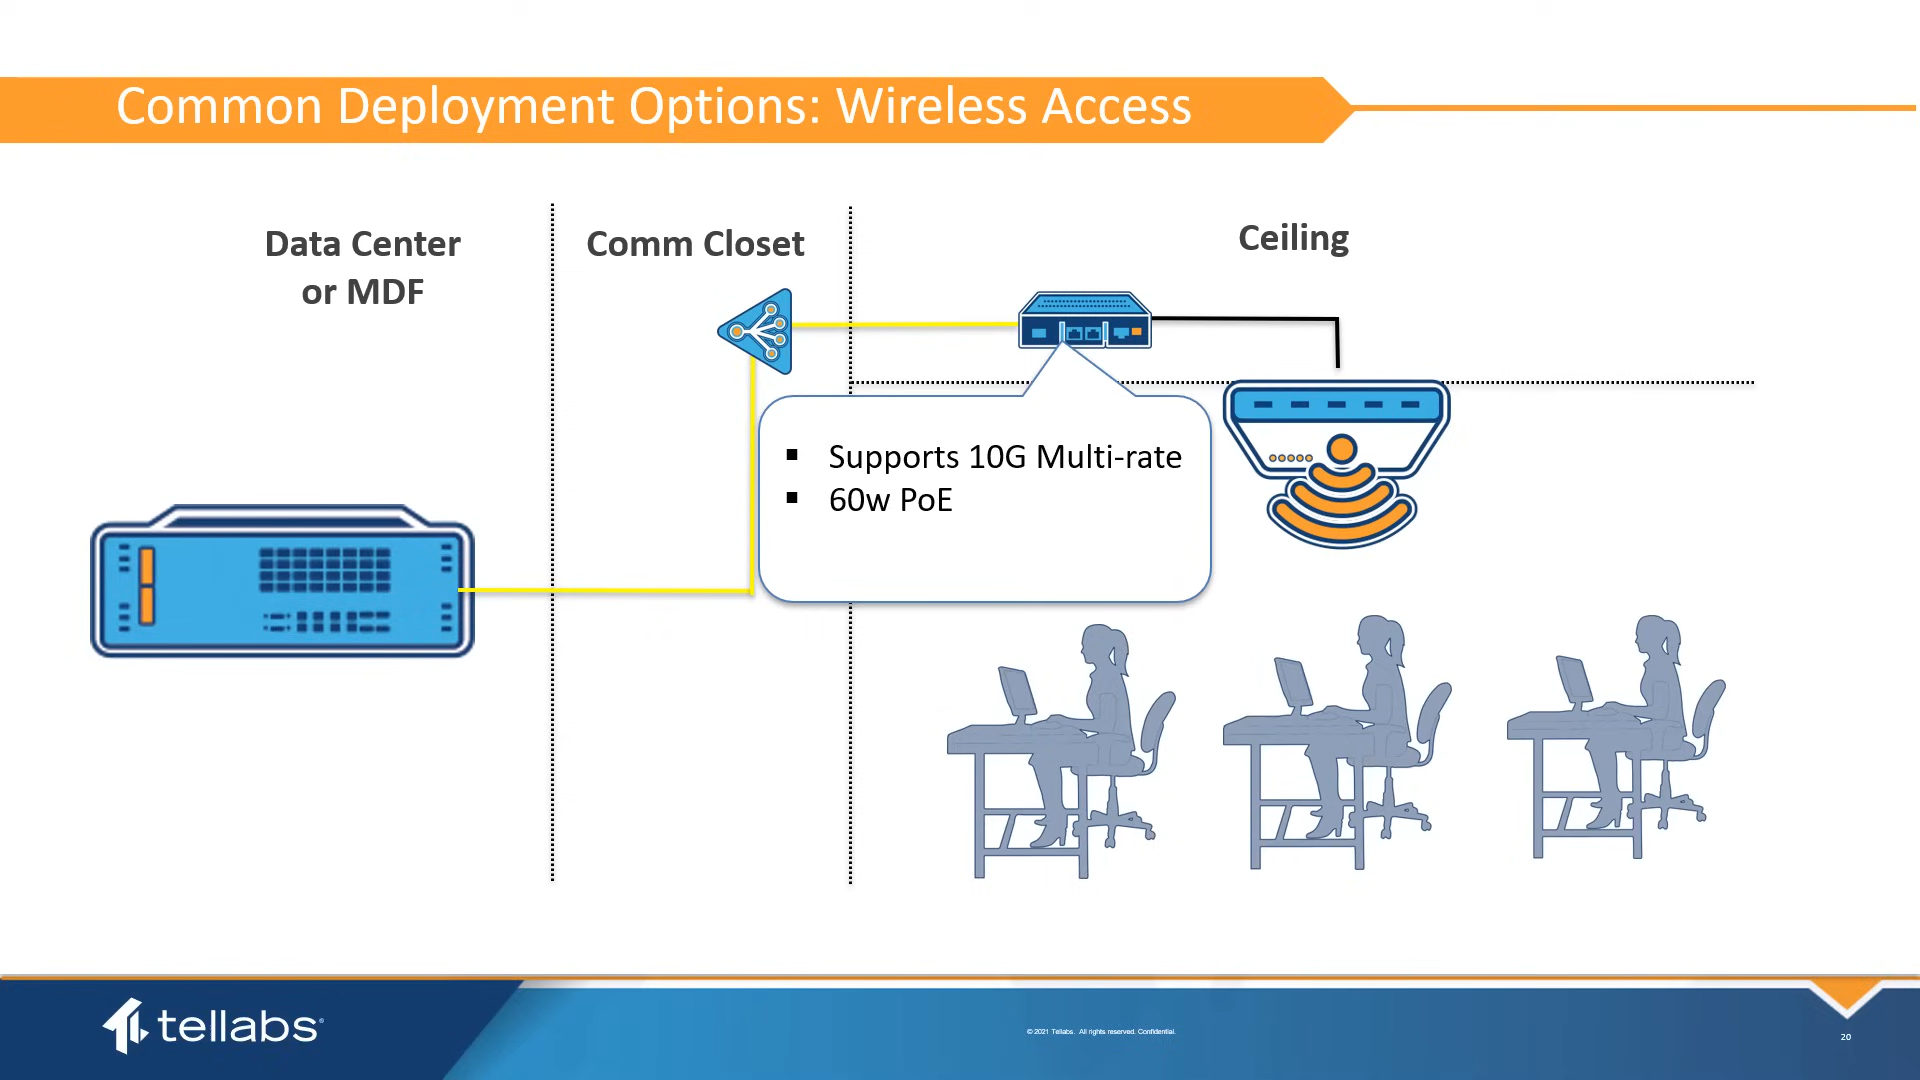 Common Deployment Options: Wireless Access
Data Center
or MDF
Comm Closet
Ceiling
▪ Supports 10G Multi-rate
▪ 60w PoE
tellabs®
© 2021 Tellabs. All rights reserved. Confidential.
20